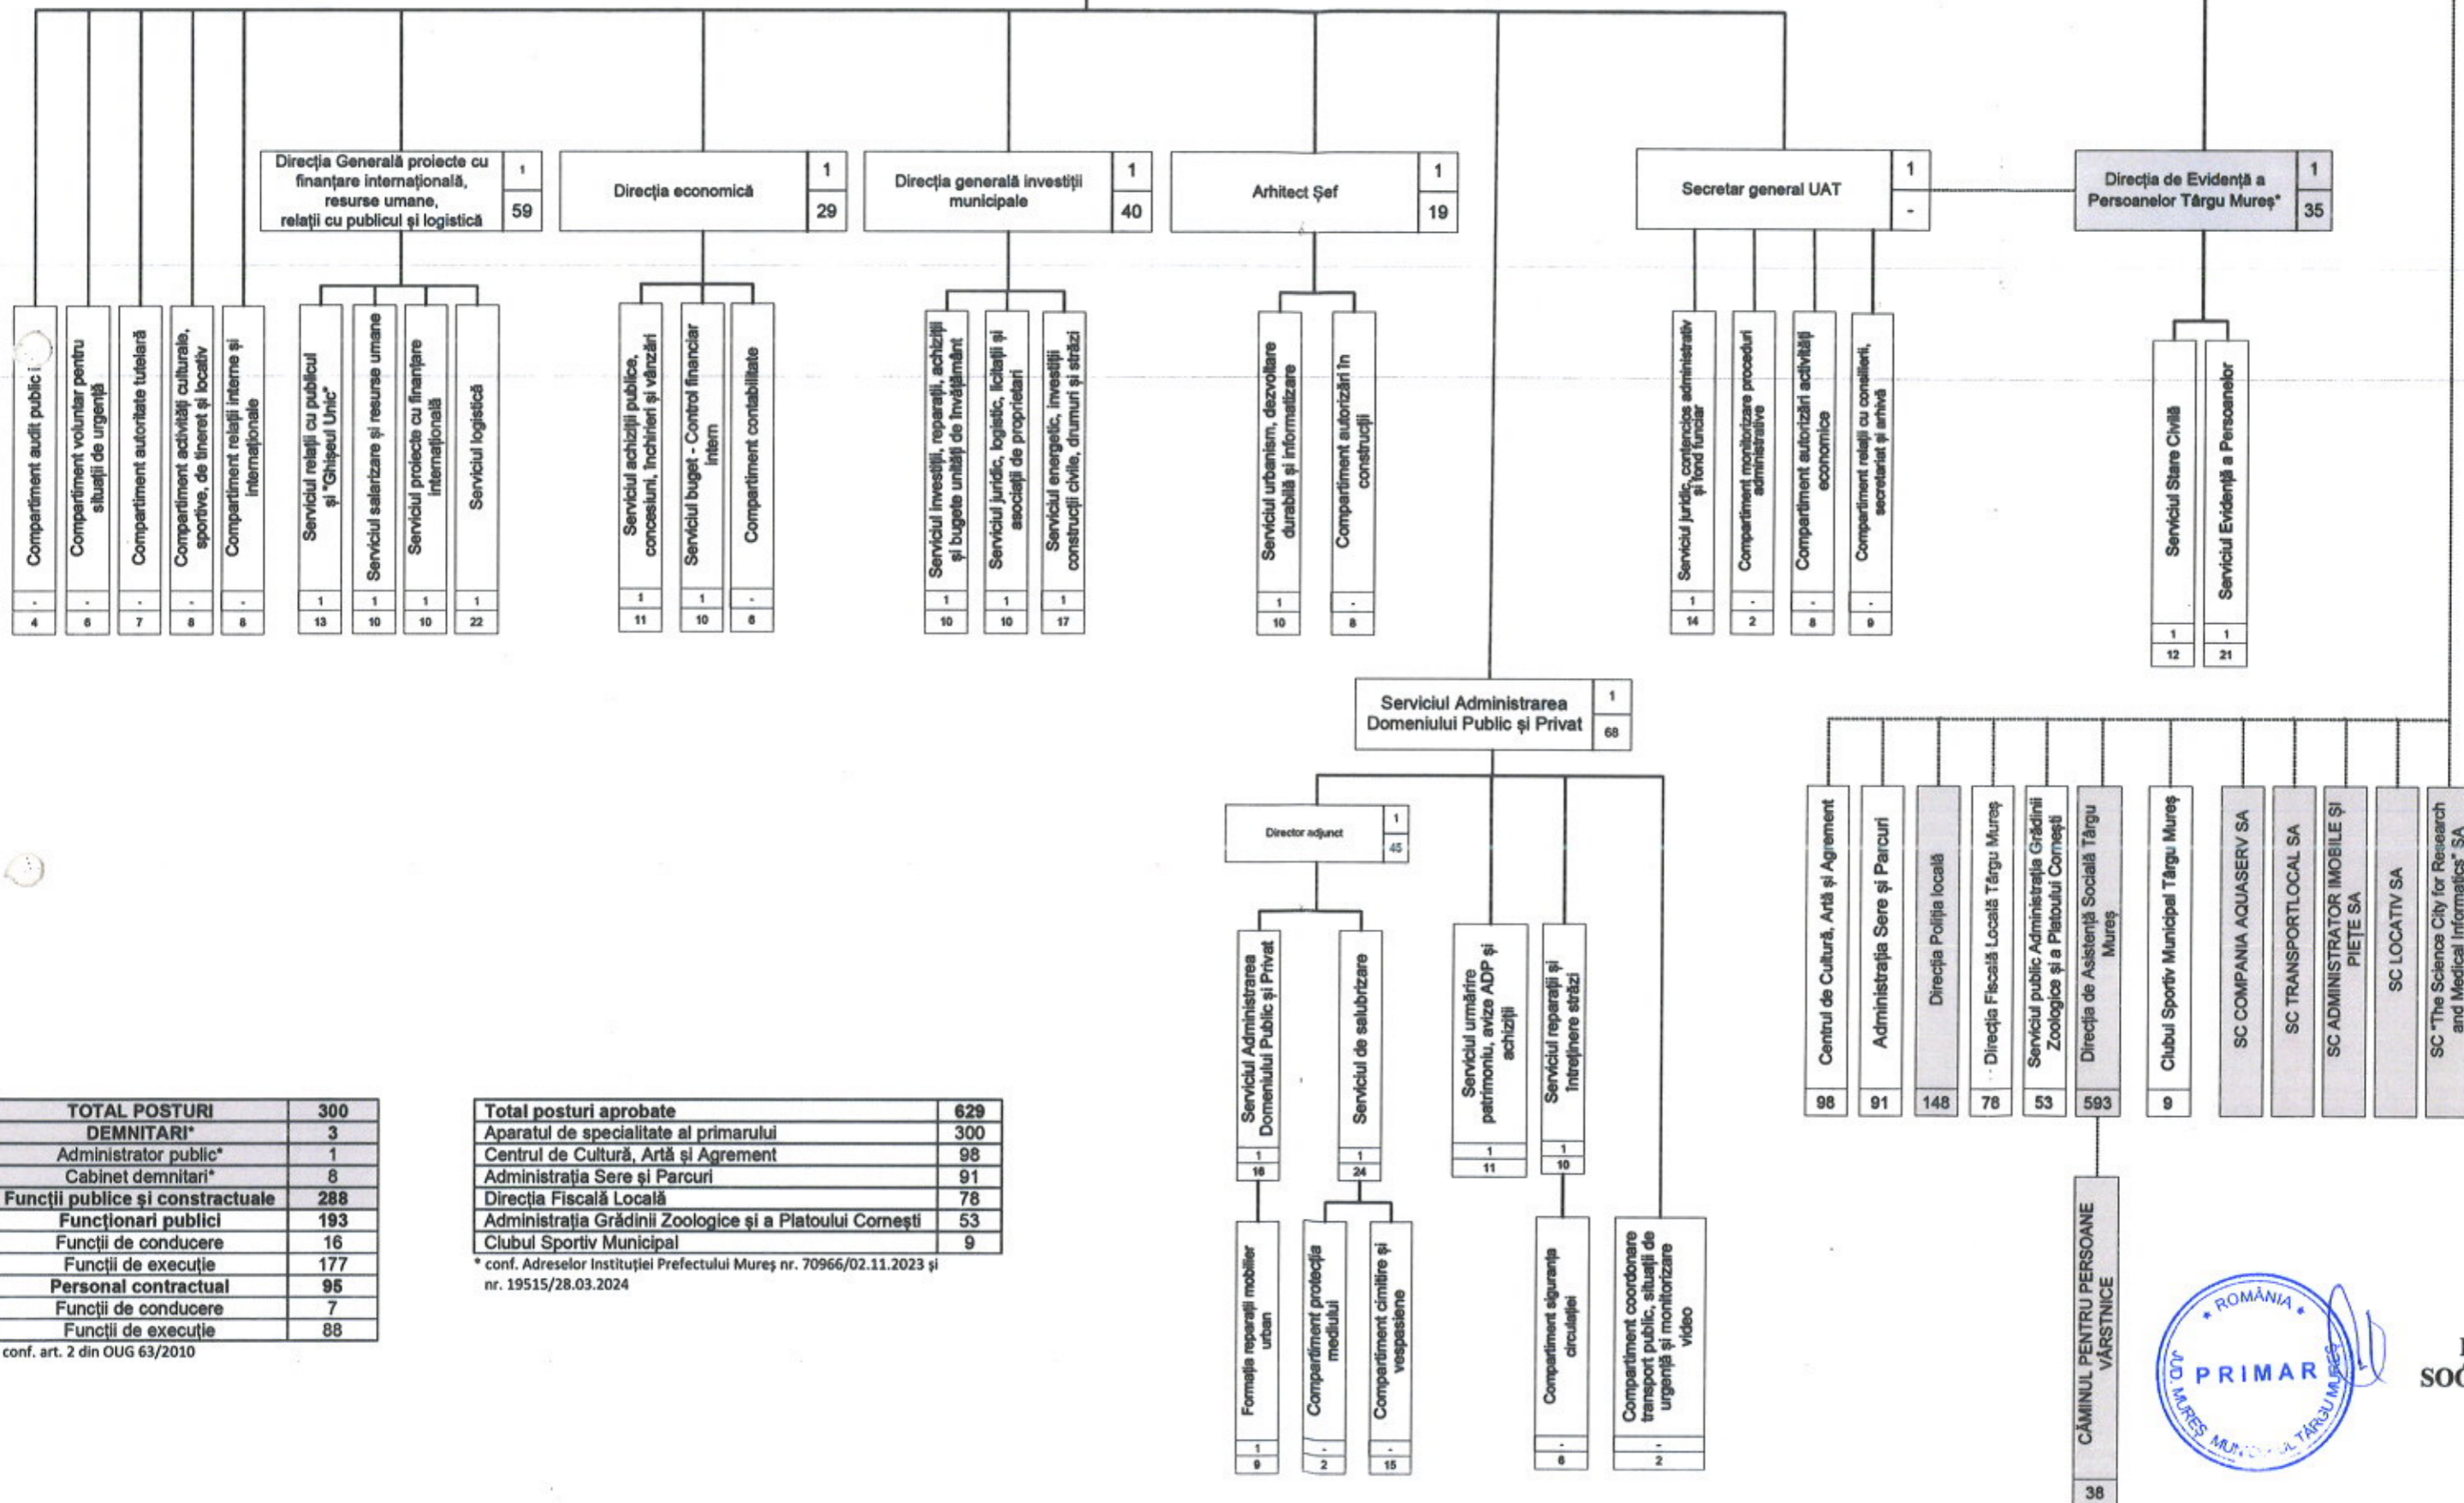 Direcția Generală proiecte cu
finanțare internațională,
resurse umane,
relații cu publicul și logistică
1
59
Direcția economică
1
29
Direcția generală investiții
municipale
1
40
Arhitect Șef
1
19
Secretar general UAT
1
-
Direcția de Evidență a
Persoanelor Târgu Mureș*
1
35
Compartiment audit public i
-
4
Compartiment voluntar pentru
situații de urgență
-
6
Compartiment autoritate tutelară
-
7
Compartiment activități culturale,
sportive, de tineret și locativ
-
8
Compartiment relații interne și
internaționale
-
8
Serviciul relații cu publicul
și "Ghișeul Unic"
1
13
Serviciul salarizare și resurse umane
1
10
Serviciul proiecte cu finanțare
internațională
1
10
Serviciul logistică
1
22
Serviciul achiziții publice,
concesiuni, închirieri și vânzări
1
11
Serviciul buget - Control financiar
intern
1
10
Compartiment contabilitate
-
6
Serviciul investiții, reparații, achiziții
și bugete unități de învățământ
1
10
Serviciul juridic, logistic, licitații și
asociații de proprietari
1
10
Serviciul energetic, investiții
construcții civile, drumuri și străzi
1
17
Serviciul urbanism, dezvoltare
durabilă și informatizare
1
10
Compartiment autorizări în
construcții
-
8
Serviciul juridic, contencios administrativ
și fond funciar
1
14
Compartiment monitorizare proceduri
administrative
-
2
Compartiment autorizări activități
economice
-
8
Compartiment relații cu consilierii,
secretariat și arhivă
-
9
Serviciul Stare Civilă
1
12
Serviciul Evidență a Persoanelor
1
21
Serviciul Administrarea
Domeniului Public și Privat
1
68
Director adjunct
1
45
Serviciul Administrarea
Domeniului Public și Privat
1
16
Serviciul de salubrizare
1
24
Serviciul urmărire
patrimoniu, avize ADP și
achiziții
1
11
Serviciul reparații și
întreținere străzi
1
10
Formația reparații mobilier
urban
1
9
Compartiment protecția
mediului
-
2
Compartiment cimitire și
vespasiene
-
15
Compartiment siguranța
circulației
-
6
Compartiment coordonare
transport public, situații de
urgență și monitorizare
video
-
2
Centrul de Cultură, Artă și Agrement
98
Administrația Sere și Parcuri
91
Direcția Poliția locală
148
Direcția Fiscală Locală Târgu Mureș
78
Serviciul public Administrația Grădinii
Zoologice și a Platoului Cornești
53
Direcția de Asistență Socială Târgu
Mureș
593
Clubul Sportiv Municipal Târgu Mureș
9
SC COMPANIA AQUASERV SA
SC TRANSPORTLOCAL SA
SC ADMINISTRATOR IMOBILE ȘI
PIEȚE SA
SC LOCATIV SA
SC "The Science City for Research
and Medical Informatics" SA
CĂMINUL PENTRU PERSOANE
VÂRSTNICE
38
TOTAL POSTURI 300
DEMNITARI* 3
Administrator public* 1
Cabinet demnitari* 8
Funcții publice și constractuale 288
Funcționari publici 193
Funcții de conducere 16
Funcții de execuție 177
Personal contractual 95
Funcții de conducere 7
Funcții de execuție 88
conf. art. 2 din OUG 63/2010
Total posturi aprobate 629
Aparatul de specialitate al primarului 300
Centrul de Cultură, Artă și Agrement 98
Administrația Sere și Parcuri 91
Direcția Fiscală Locală 78
Administrația Grădinii Zoologice și a Platoului Cornești 53
Clubul Sportiv Municipal 9
* conf. Adreselor Instituției Prefectului Mureș nr. 70966/02.11.2023 și
nr. 19515/28.03.2024
* ROMÂNIA *
PRIMAR
JUD. MUREȘ
TÂRGU MUREȘ